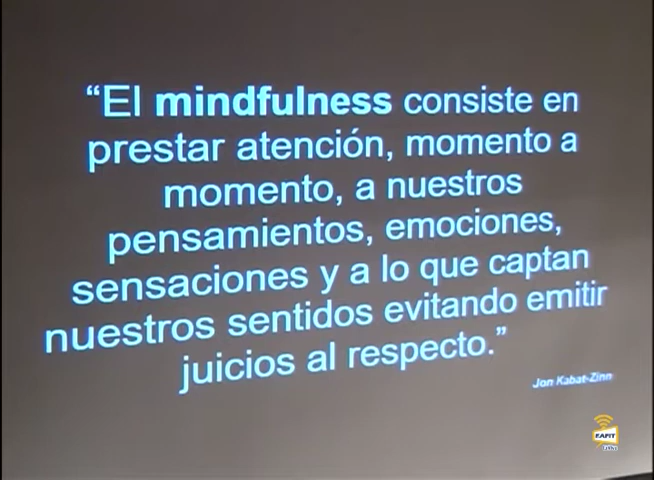 “El mindfulness consiste en
prestar atención, momento a
momento, a nuestros
pensamientos, emociones,
sensaciones y a lo que captan
nuestros sentidos evitando emitir
juicios al respecto.”
Jon Kabat-Zinn
EAFIT